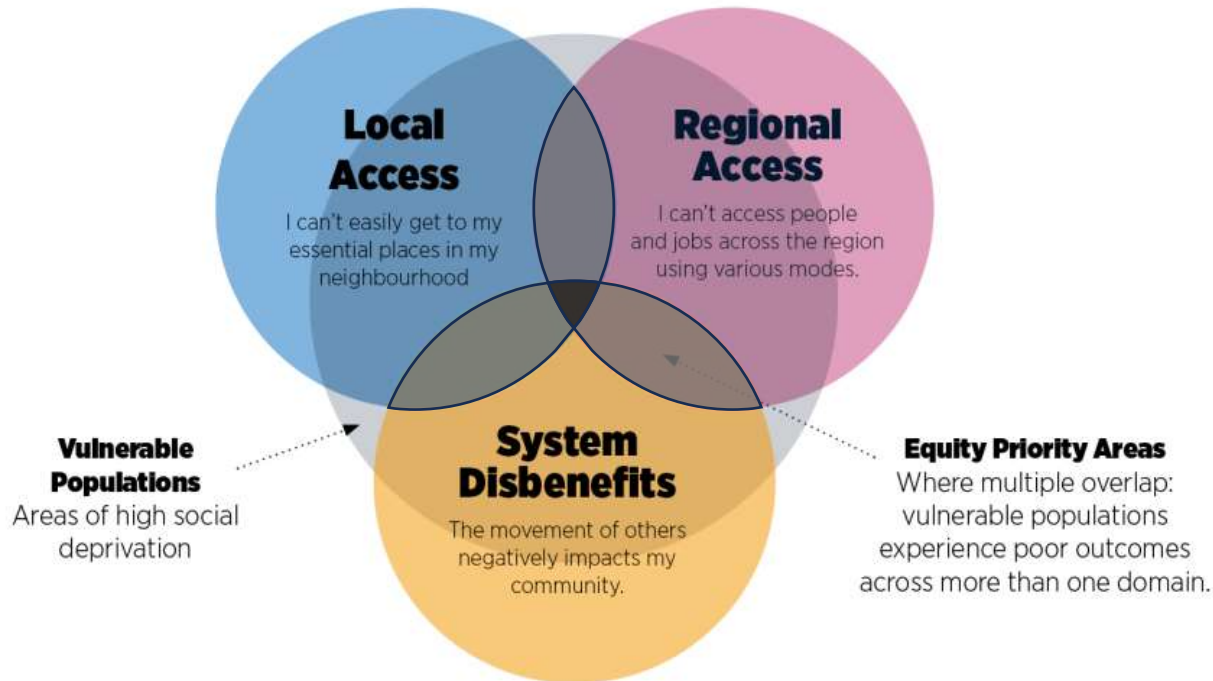 Local
Access
I can't easily get to my
essential places in my
neighbourhood
Regional
Access
I can't access people
and jobs across the region
using various modes.
Vulnerable
Populations
Areas of high social
deprivation
System
Disbenefits
The movement of others
negatively impacts my
community.
Equity Priority Areas
Where multiple overlap:
vulnerable populations
experience poor outcomes
across more than one domain.